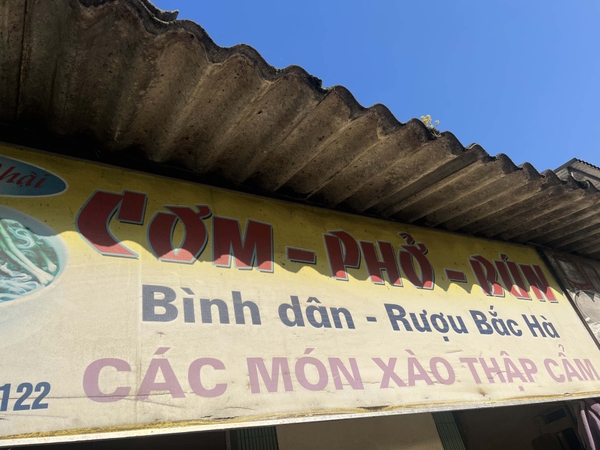 CƠM - PHỞ - BÚN
Bình dân - Rượu Bắc Hà
CÁC MÓN XÀO THẬP CẨM
122